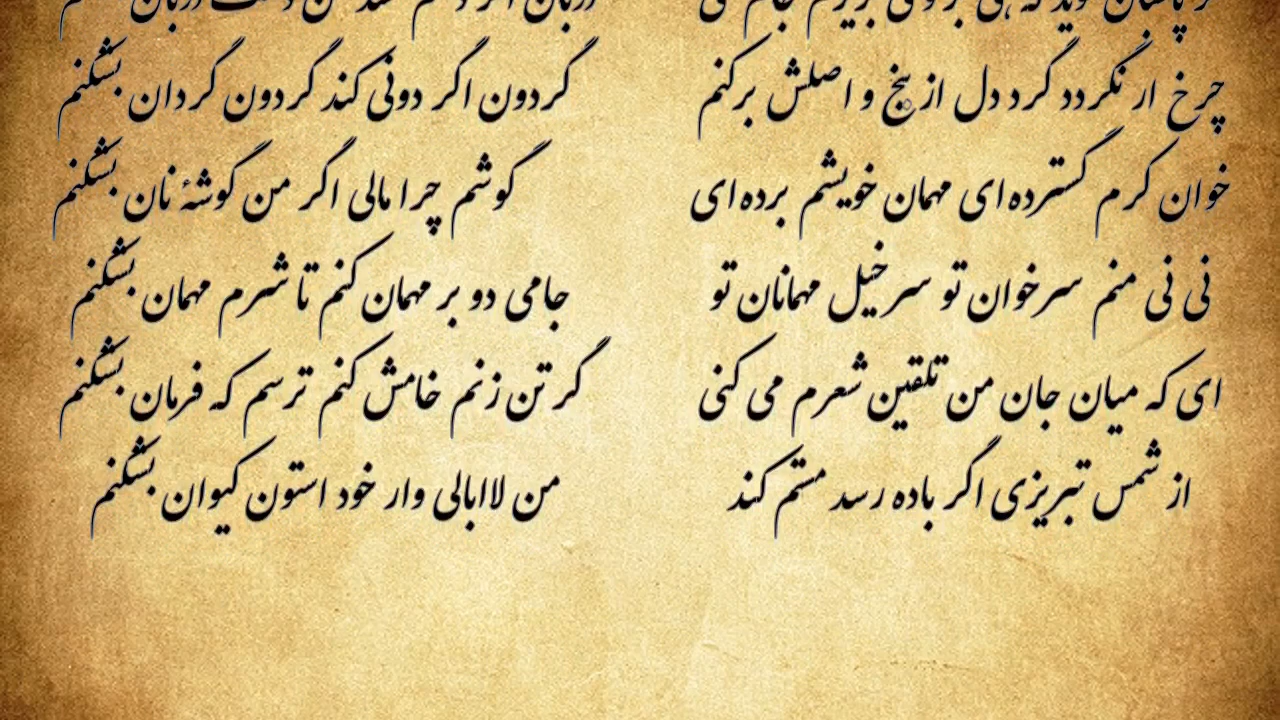 چرخ ار نگردد گرد دل از بیخ و اصلش برکنم گردون اگر دونی کند گردون گردان بشکنم
خوان کرم گسترده ای مهمان خویشم برده ای گوشم چرا مالی اگر من گوشهٔ نان بشکنم
نی نی منم سرخوان تو سرخیل مهمانان تو جامی دو بر مهمان کنم تا شرم مهمان بشکنم
ای که میان جان من تلقین شعرم می کنی گر تن زنم خامش کنم ترسم که فرمان بشکنم
از شمس تبریزی اگر باده رسد مستم کند من لاابالی وار خود استون کیوان بشکنم